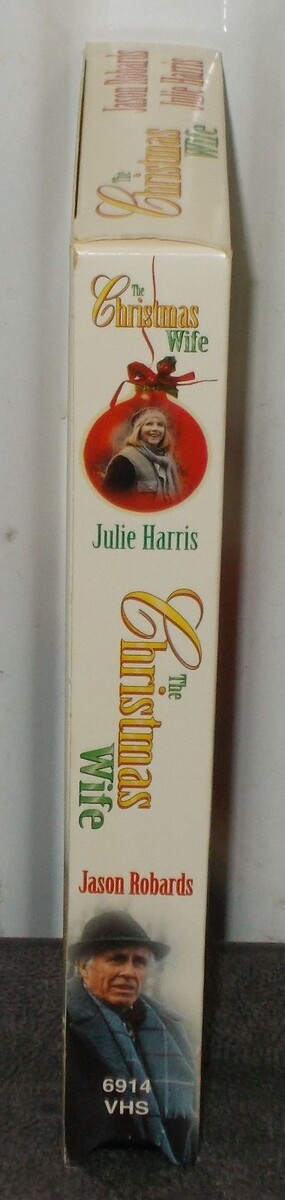 Jason Robards
Julie Harris
The
Christmas
Wife
The
Christmas
Wife
Julie Harris
The
Christmas
Wife
Jason Robards
6914
VHS